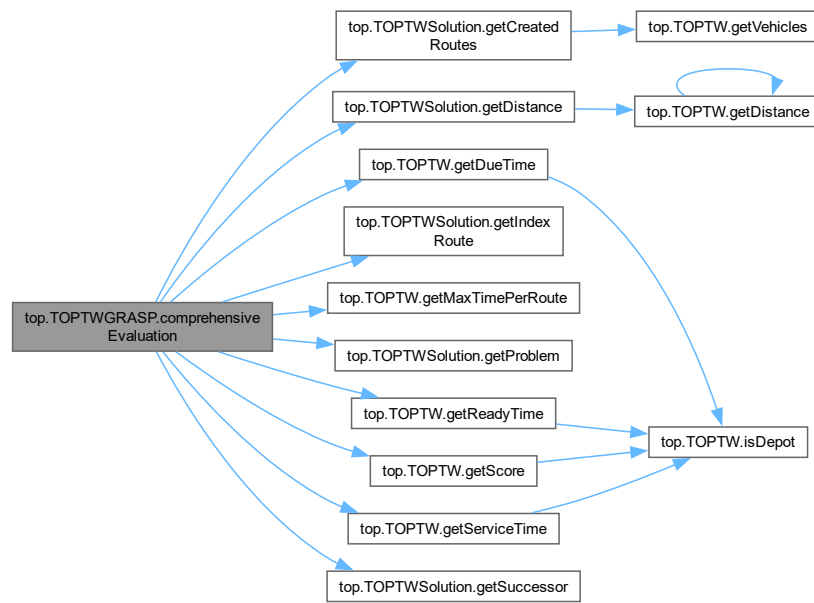 top.TOPTWSolution.getCreated
Routes
top.TOPTW.getVehicles
top.TOPTWSolution.getDistance
top.TOPTW.getDistance
top.TOPTW.getDueTime
top.TOPTWSolution.getIndex
Route
top.TOPTW.getMaxTimePerRoute
top.TOPTWGRASP.comprehensive
Evaluation
top.TOPTWSolution.getProblem
top.TOPTW.getReadyTime
top.TOPTW.isDepot
top.TOPTW.getScore
top.TOPTW.getServiceTime
top.TOPTWSolution.getSuccessor